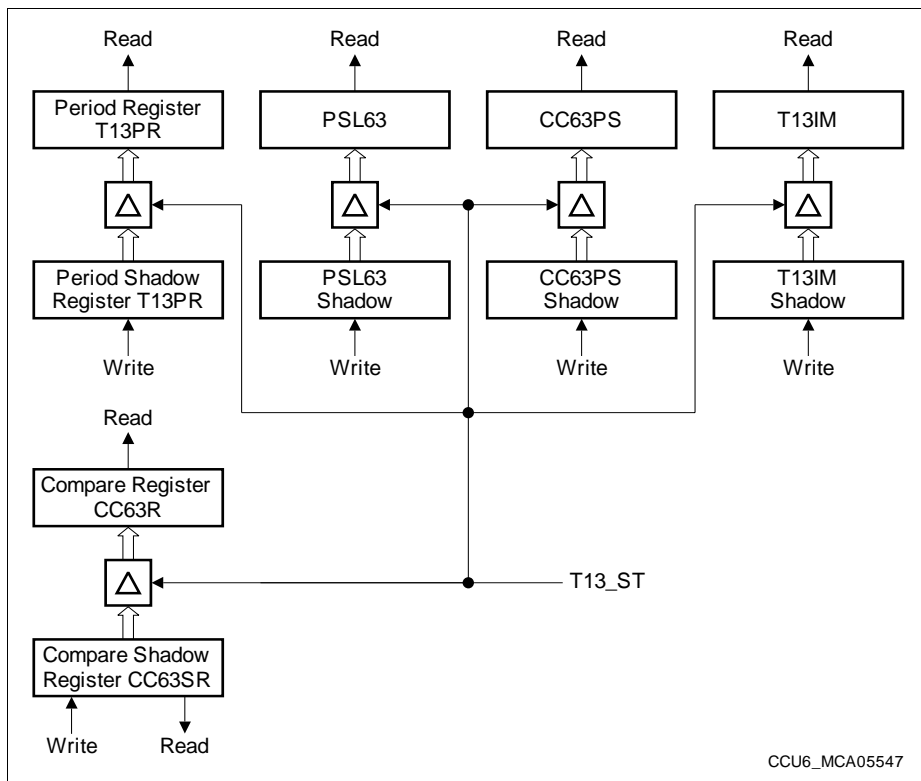 Read
Read
Read
Read
Period Register
T13PR
PSL63
CC63PS
T13IM
Period Shadow
Register T13PR
PSL63
Shadow
CC63PS
Shadow
T13IM
Shadow
Write
Write
Write
Write
Read
Compare Register
CC63R
T13_ST
Compare Shadow
Register CC63SR
Write
Read
CCU6_MCA05547